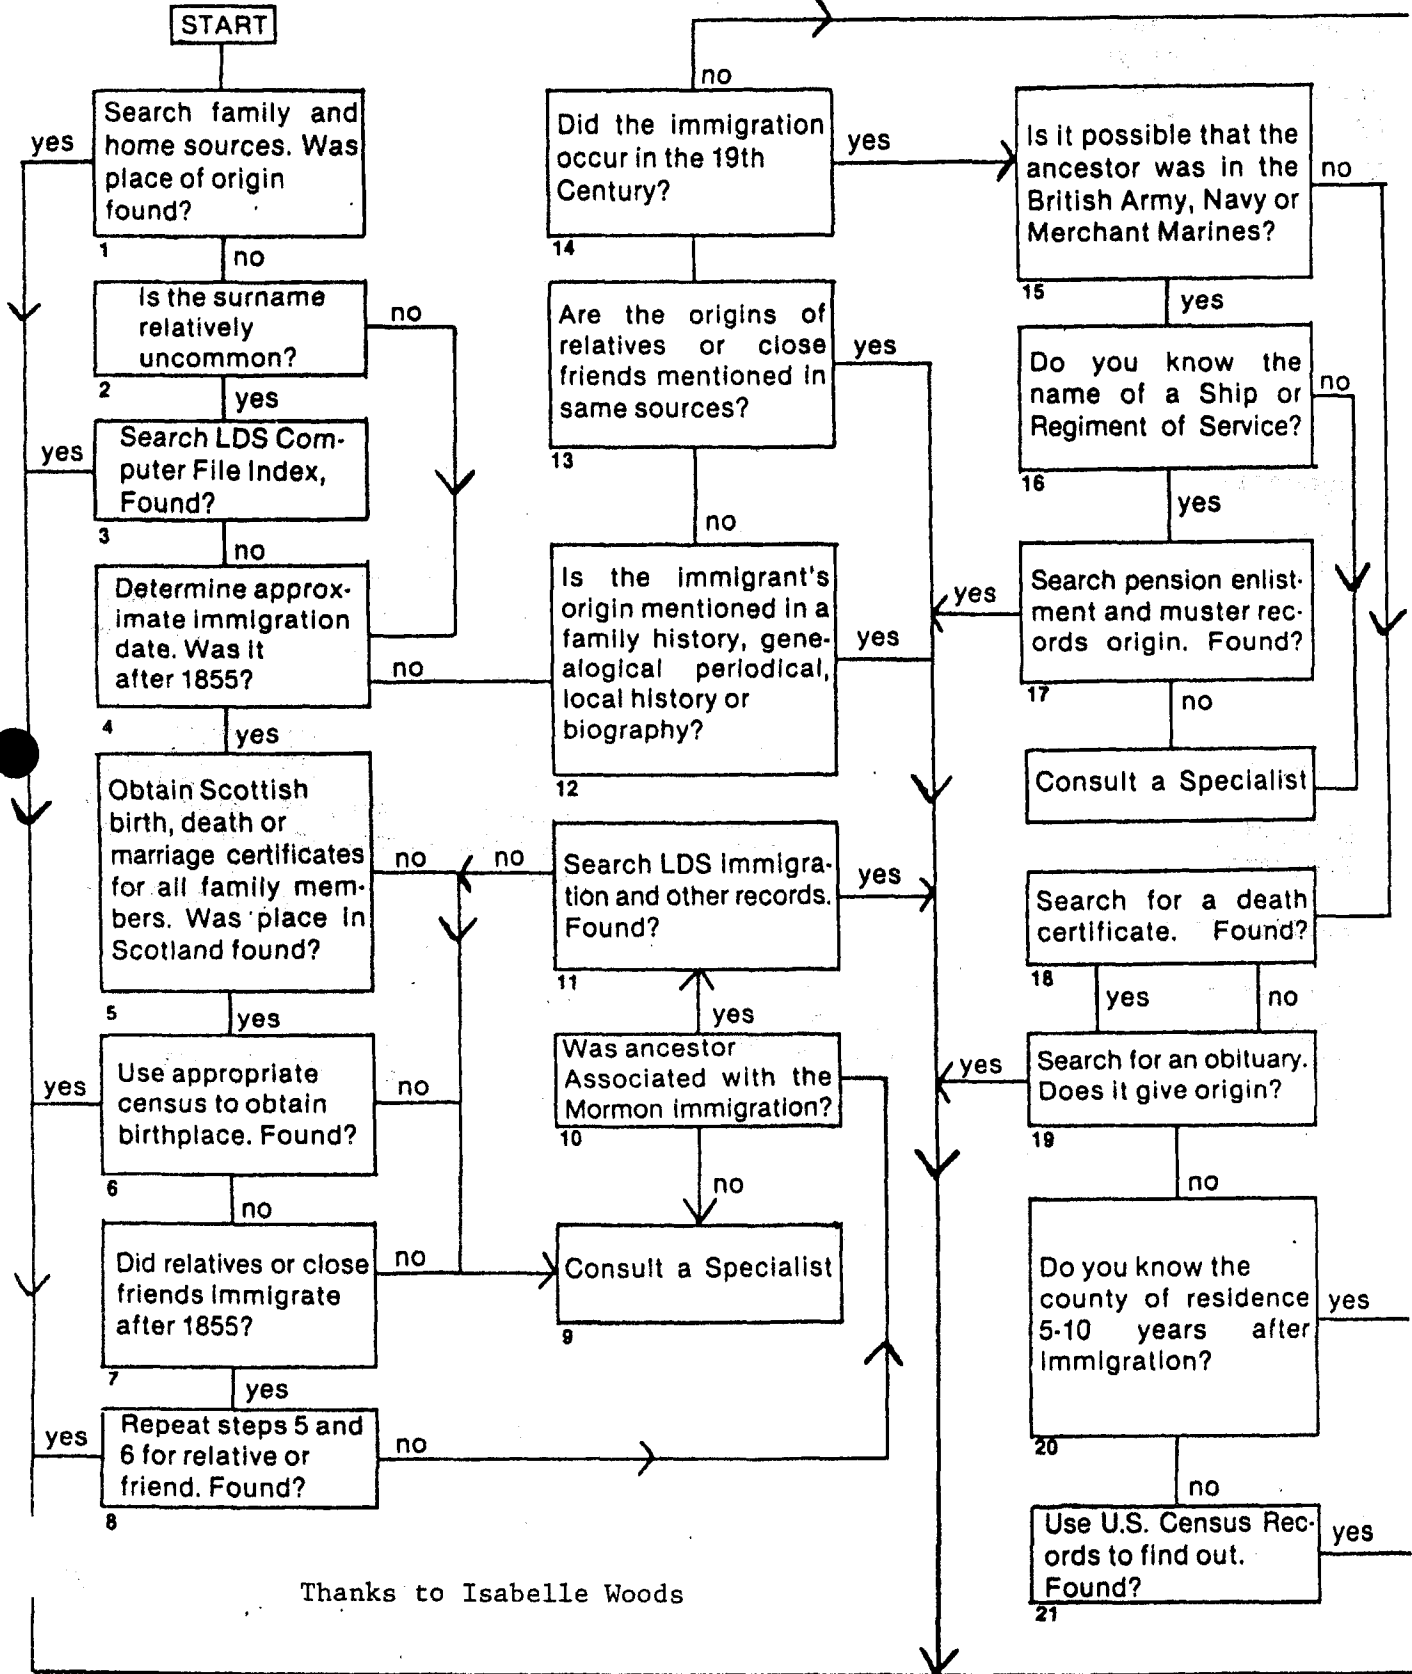 START
Search family and
home sources. Was
place of origin
found?
yes
1
no
Is the surname
relatively
uncommon?
no
2
yes
Search LDS Com-
puter File Index,
Found?
yes
3
no
Determine approx-
imate immigration
date. Was it
after 1855?
no
4
yes
Obtain Scottish
birth, death or
marriage certificates
for all family mem-
bers. Was place in
Scotland found?
no
5
yes
Use appropriate
census to obtain
birthplace. Found?
yes
no
6
no
Did relatives or close
friends immigrate
after 1855?
no
7
yes
Repeat steps 5 and
6 for relative or
friend. Found?
yes
no
8
Thanks to Isabelle Woods
no
Did the immigration
occur in the 19th
Century?
yes
14
Are the origins of
relatives or close
friends mentioned in
same sources?
yes
13
no
Is the immigrant's
origin mentioned in a
family history, gene-
alogical periodical,
local history or
biography?
yes
12
Search LDS immigra-
tion and other records.
Found?
no
yes
11
yes
Was ancestor
Associated with the
Mormon immigration?
10
no
Consult a Specialist
9
Is it possible that the
ancestor was in the
British Army, Navy or
Merchant Marines?
no
15
yes
Do you know the
name of a Ship or
Regiment of Service?
no
16
yes
Search pension enlist-
ment and muster rec-
ords origin. Found?
yes
17
no
Consult a Specialist
Search for a death
certificate. Found?
18
yes
no
Search for an obituary.
Does it give origin?
yes
19
no
Do you know the
county of residence
5-10 years after
immigration?
yes
20
no
Use U.S. Census Rec-
ords to find out.
Found?
yes
21